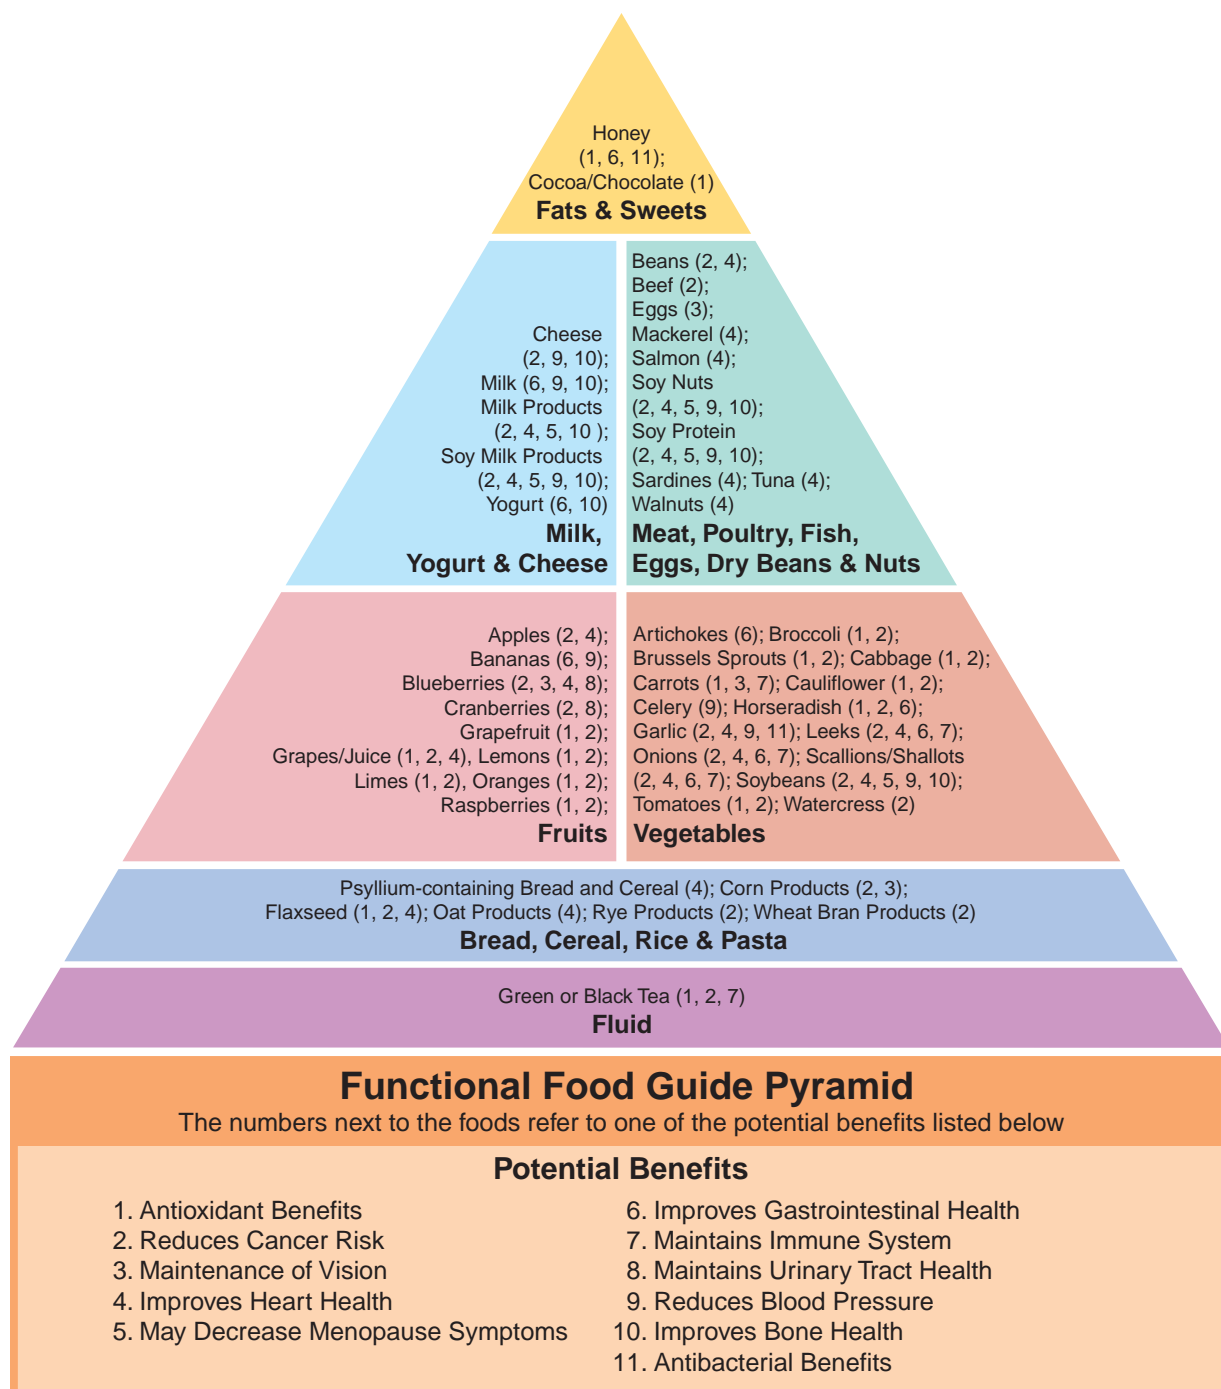 Honey
(1, 6, 11);
Cocoa/Chocolate (1)
Fats & Sweets
Cheese
(2, 9, 10);
Milk (6, 9, 10);
Milk Products
(2, 4, 5, 10 );
Soy Milk Products
(2, 4, 5, 9, 10);
Yogurt (6, 10)
Milk,
Yogurt & Cheese
Beans (2, 4);
Beef (2);
Eggs (3);
Mackerel (4);
Salmon (4);
Soy Nuts
(2, 4, 5, 9, 10);
Soy Protein
(2, 4, 5, 9, 10);
Sardines (4); Tuna (4);
Walnuts (4)
Meat, Poultry, Fish,
Eggs, Dry Beans & Nuts
Apples (2, 4);
Bananas (6, 9);
Blueberries (2, 3, 4, 8);
Cranberries (2, 8);
Grapefruit (1, 2);
Grapes/Juice (1, 2, 4), Lemons (1, 2);
Limes (1, 2), Oranges (1, 2);
Raspberries (1, 2);
Fruits
Artichokes (6); Broccoli (1, 2);
Brussels Sprouts (1, 2); Cabbage (1, 2);
Carrots (1, 3, 7); Cauliflower (1, 2);
Celery (9); Horseradish (1, 2, 6);
Garlic (2, 4, 9, 11); Leeks (2, 4, 6, 7);
Onions (2, 4, 6, 7); Scallions/Shallots
(2, 4, 6, 7); Soybeans (2, 4, 5, 9, 10);
Tomatoes (1, 2); Watercress (2)
Vegetables
Psyllium-containing Bread and Cereal (4); Corn Products (2, 3);
Flaxseed (1, 2, 4); Oat Products (4); Rye Products (2); Wheat Bran Products (2)
Bread, Cereal, Rice & Pasta
Green or Black Tea (1, 2, 7)
Fluid
Functional Food Guide Pyramid
The numbers next to the foods refer to one of the potential benefits listed below
Potential Benefits
1. Antioxidant Benefits
2. Reduces Cancer Risk
3. Maintenance of Vision
4. Improves Heart Health
5. May Decrease Menopause Symptoms
6. Improves Gastrointestinal Health
7. Maintains Immune System
8. Maintains Urinary Tract Health
9. Reduces Blood Pressure
10. Improves Bone Health
11. Antibacterial Benefits